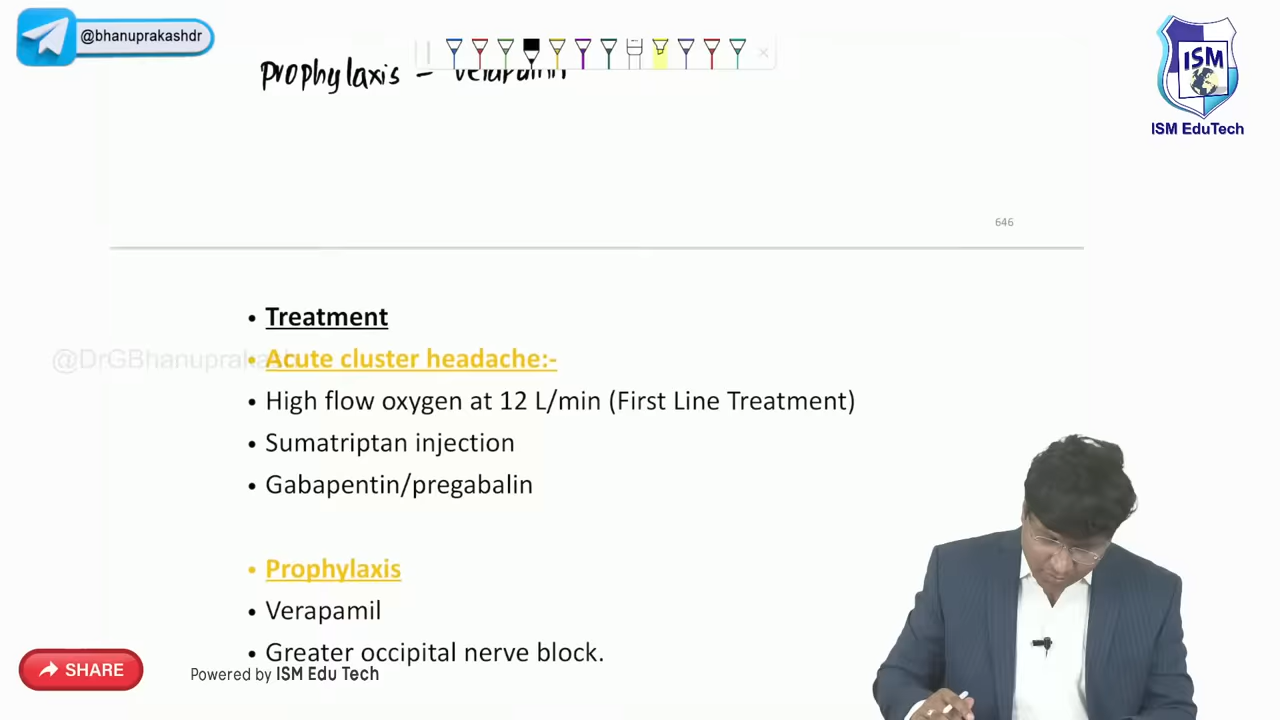 @bhanuprakashdr
ISM
ISM EduTech
prophylaxis - verapamil
646
• Treatment
@DrGBhanuprakash
• Acute cluster headache:-
• High flow oxygen at 12 L/min (First Line Treatment)
• Sumatriptan injection
• Gabapentin/pregabalin
• Prophylaxis
• Verapamil
• Greater occipital nerve block.
SHARE
Powered by ISM Edu Tech